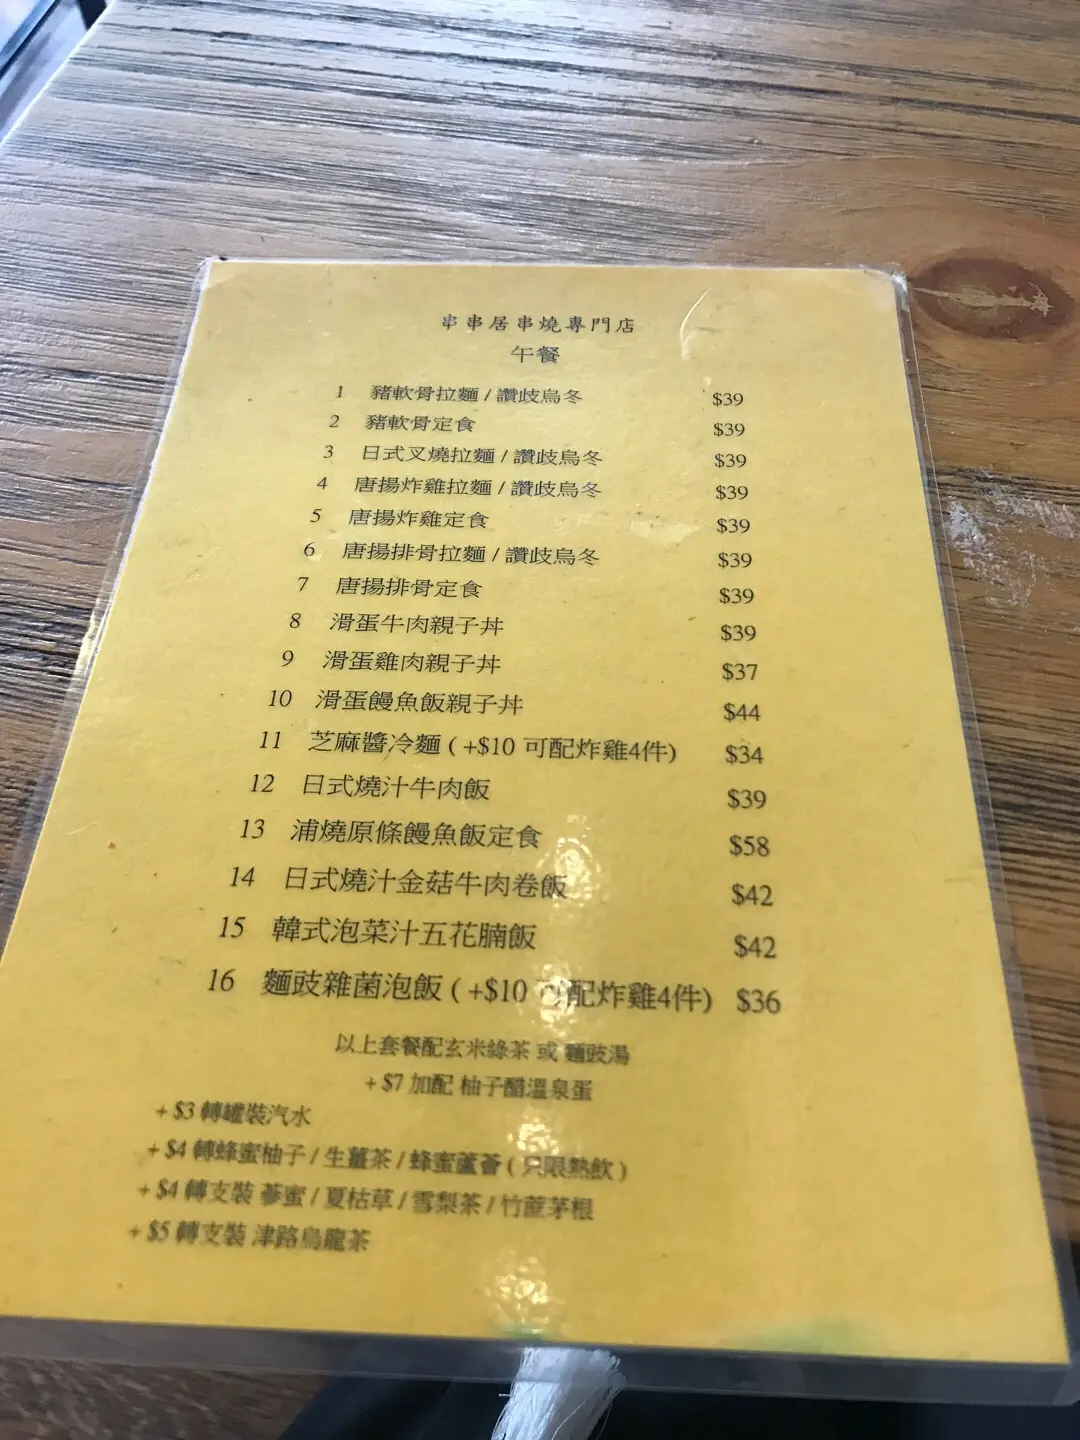 串串居串燒專門店
午餐
1 豬軟骨拉麵 / 讚歧烏冬 $39
2 豬軟骨定食 $39
3 日式叉燒拉麵 / 讚歧烏冬 $39
4 唐揚炸雞拉麵 / 讚歧烏冬 $39
5 唐揚炸雞定食 $39
6 唐揚排骨拉麵 / 讚歧烏冬 $39
7 唐揚排骨定食 $39
8 滑蛋牛肉親子丼 $39
9 滑蛋雞肉親子丼 $37
10 滑蛋饅魚飯親子丼 $44
11 芝麻醬冷麵 ( +$10 可配炸雞4件) $34
12 日式燒汁牛肉飯 $39
13 浦燒原條饅魚飯定食 $58
14 日式燒汁金菇牛肉卷飯 $42
15 韓式泡菜汁五花腩飯 $42
16 麵豉雜菌泡飯 ( +$10 可配炸雞4件) $36
以上套餐配玄米綠茶 或 麵豉湯
+ $7 加配 柚子醋溫泉蛋
+ $3 轉罐裝汽水
+ $4 轉蜂蜜柚子 / 生薑茶 / 蜂蜜蘆薈 ( 只限熱飲 )
+ $4 轉支裝 蔘蜜 / 夏枯草 / 雪梨茶 / 竹蔗茅根
+ $5 轉支裝 津路烏龍茶